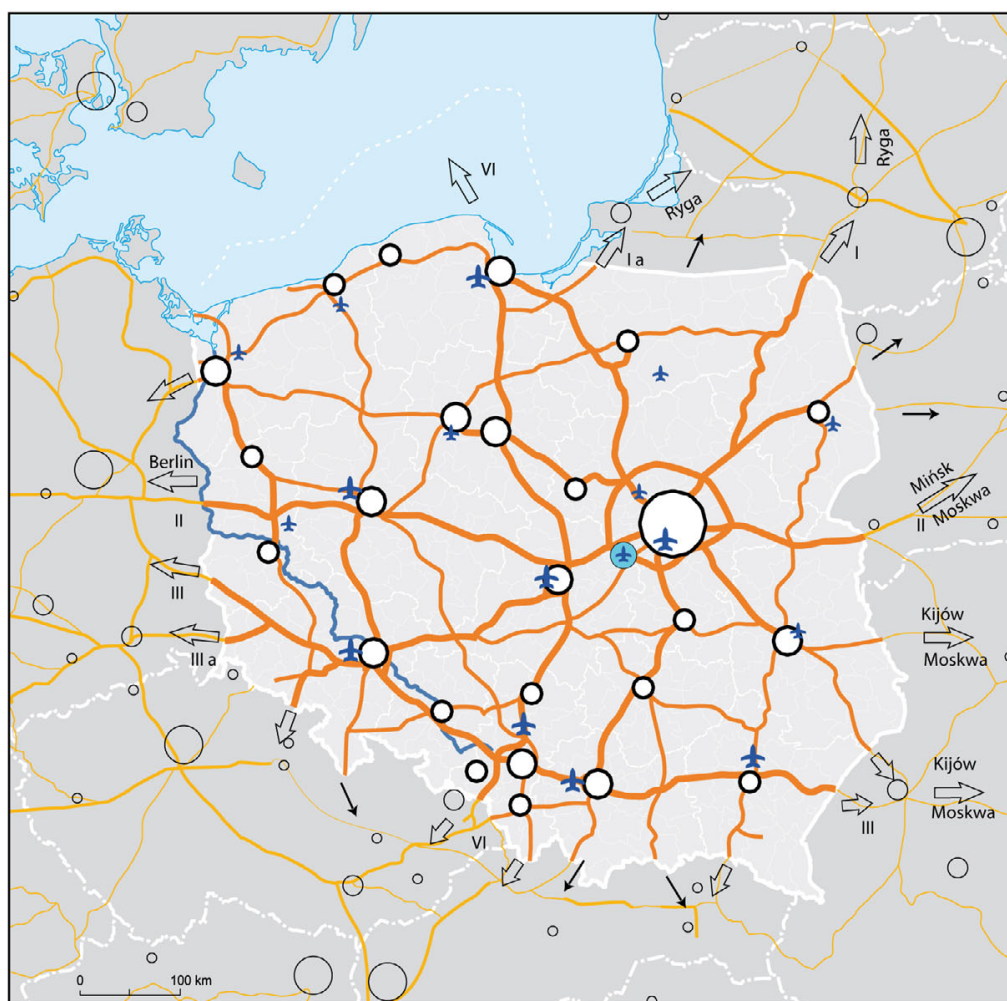 VI
Ryga
Ryga
I a
I
Berlin
II
Mińsk
Moskwa
II
III
III a
Kijów
Moskwa
Kijów
Moskwa
III
VI
0 100 km